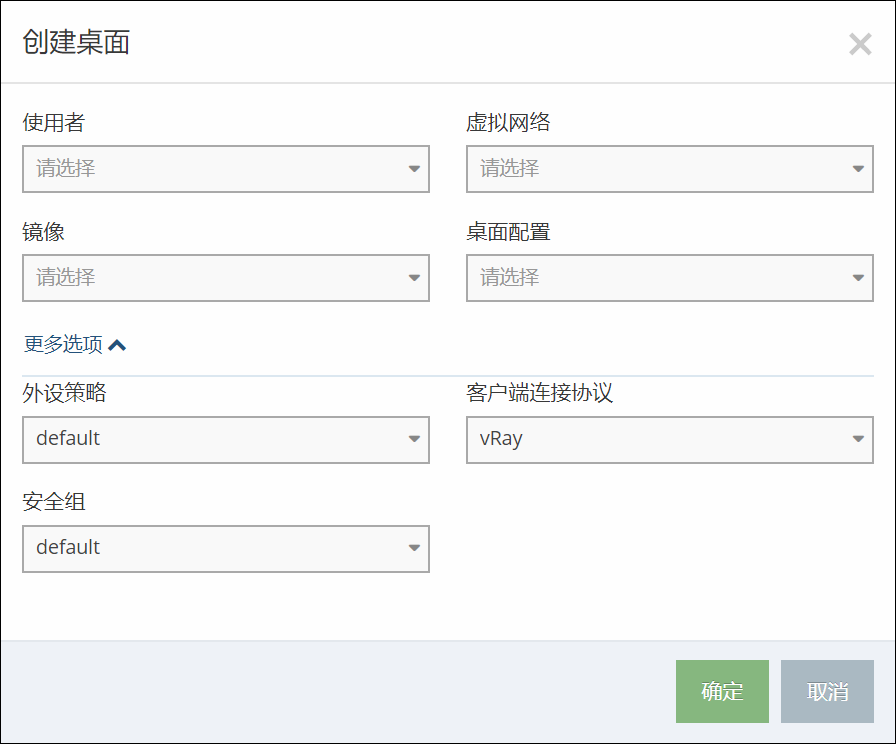 创建桌面
使用者
虚拟网络
请选择
请选择
镜像
桌面配置
请选择
请选择
更多选项
外设策略
客户端连接协议
default
vRay
安全组
default
确定
取消